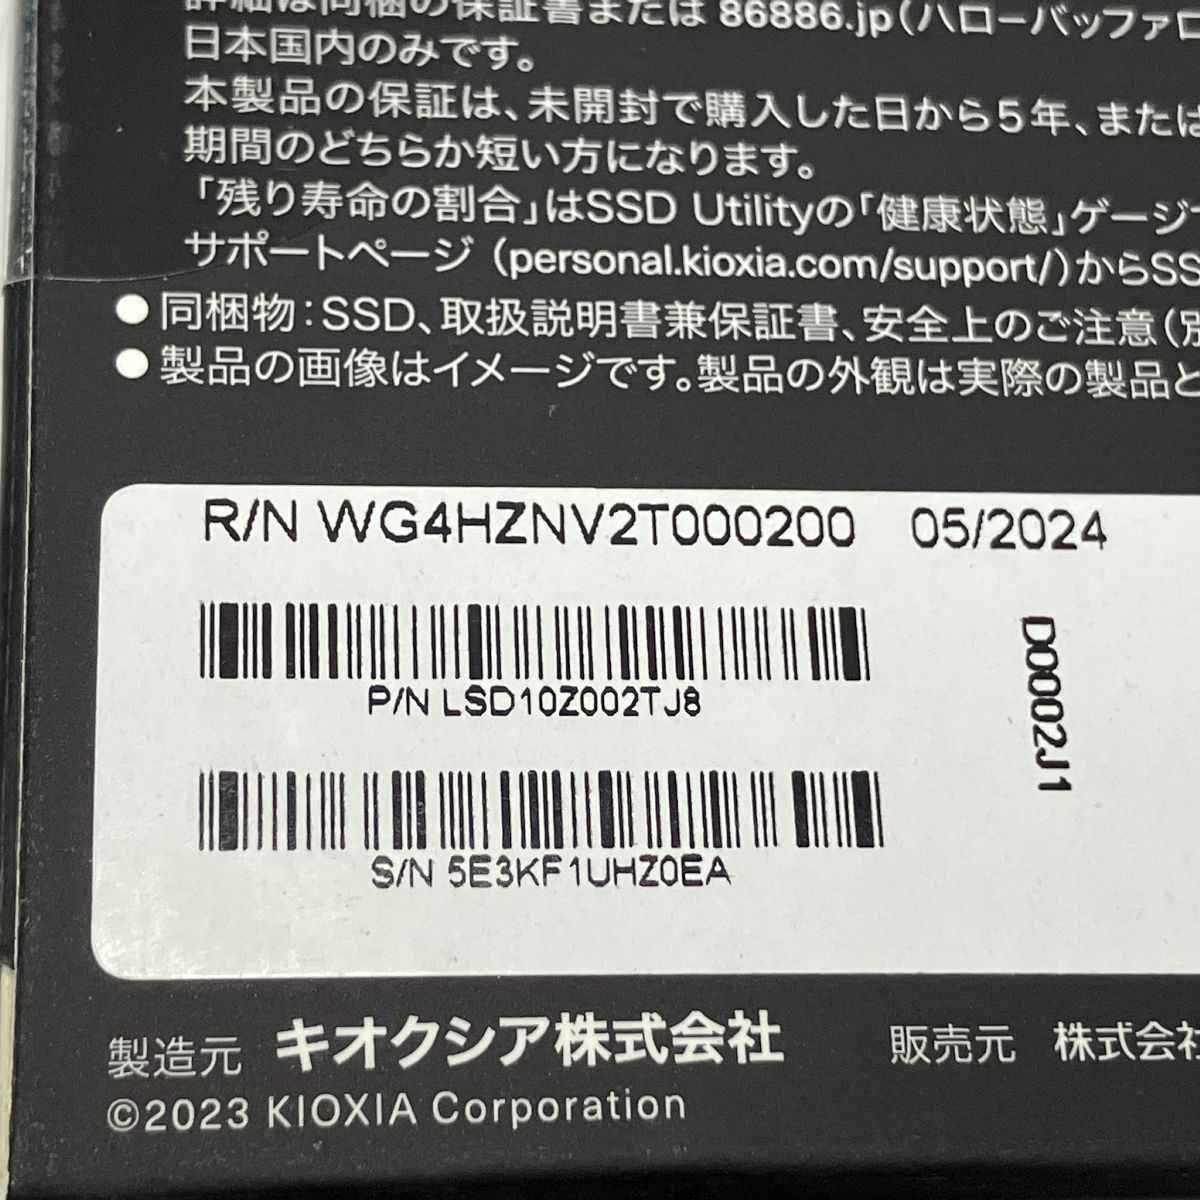 詳細は同梱の保証書または 86886.jp(ハローバッファロ
日本国内のみです。
本製品の保証は、未開封で購入した日から5年、または
期間のどちらか短い方になります。
「残り寿命の割合」はSSD Utilityの「健康状態」ゲージ
サポートページ (personal.kioxia.com/support/)からSS
●同梱物:SSD、取扱説明書兼保証書、安全上のご注意(別
●製品の画像はイメージです。製品の外観は実際の製品と
R/N WG4HZNV2T000200 05/2024
P/N LSD10Z002TJ8
D0002J1
S/N 5E3KF1UHZ0EA
製造元 キオクシア株式会社 販売元 株式会社
©2023 KIOXIA Corporation